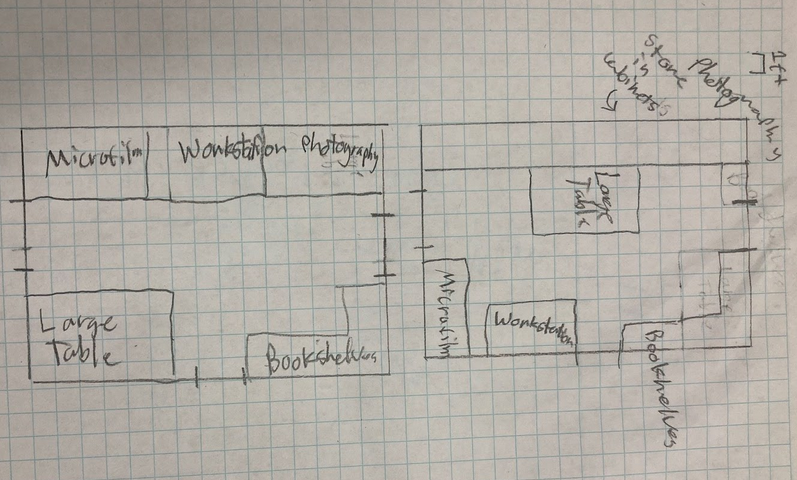 Microfilm
Workstation
Photography
Large
Table
Bookshelves
1ft
Photography
Store
in
cabinets
Large
Table
Microfilm
Workstation
Bookshelves